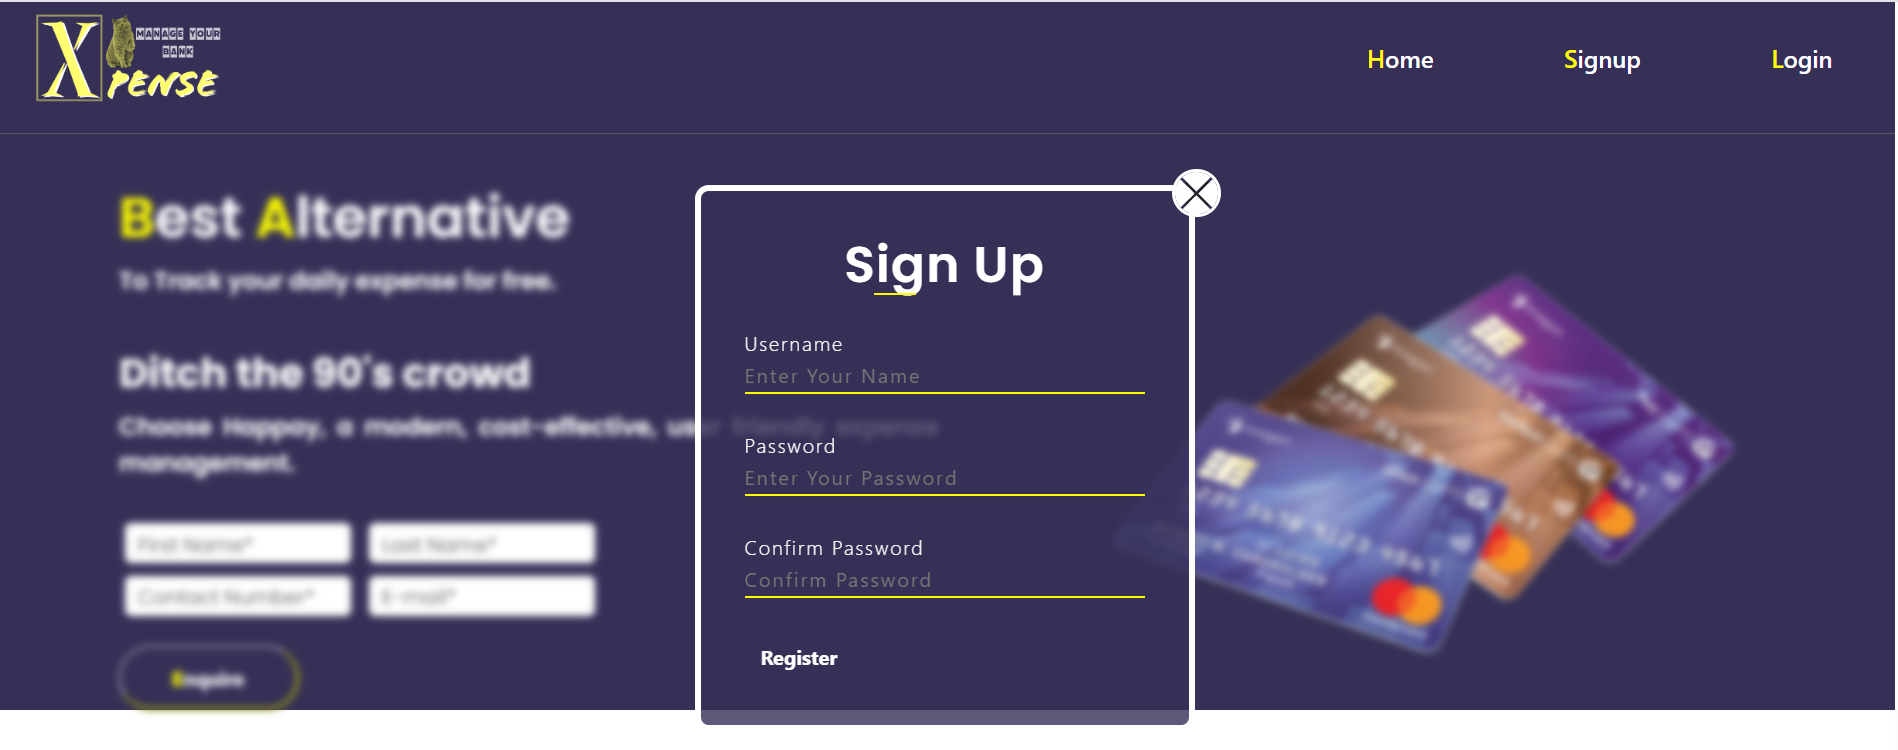 X
MANAGE YOUR
BANK
PENSE
Home
Signup
Login
Best Alternative
To Track your daily expense for free.
Ditch the 90's crowd
Choose Happay, a modern, cost-effective, user friendly expense
management.
First Name*
Last Name*
Contact Number*
E-mail*
Enquire
Sign Up
Username
Enter Your Name
Password
Enter Your Password
Confirm Password
Confirm Password
Register